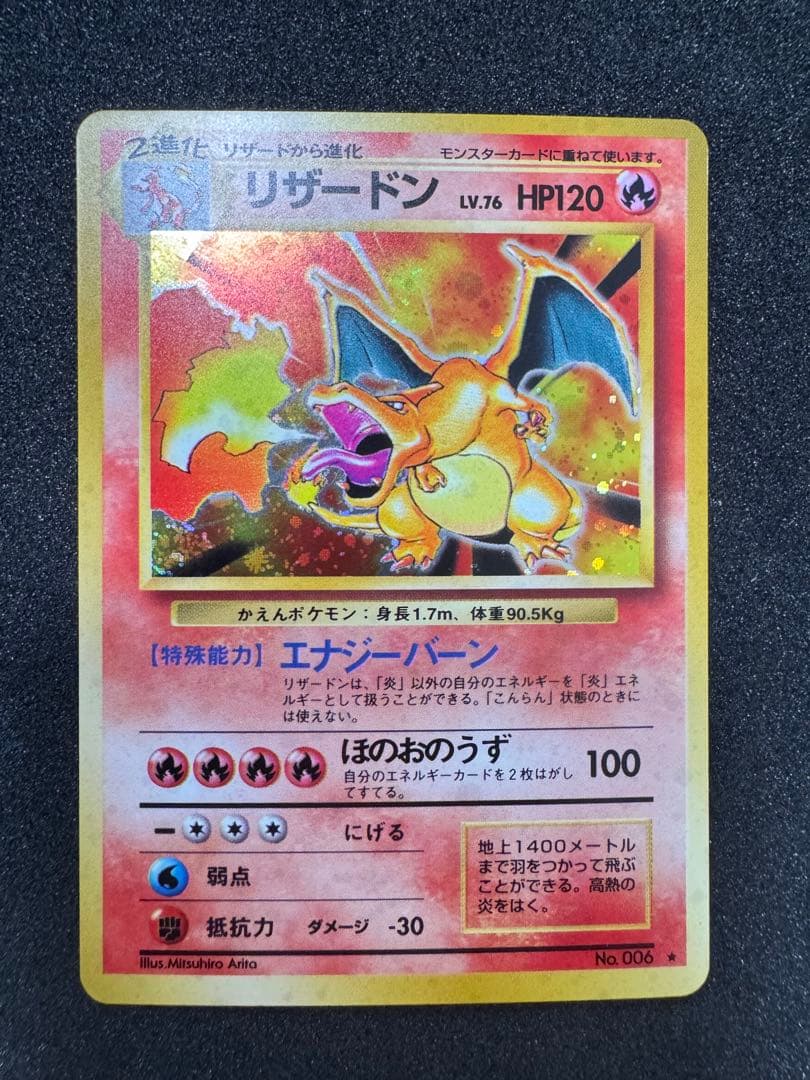 2進化 リザードから進化 モンスターカードに重ねて使います。
リザードン LV.76 HP120
かえんポケモン：身長1.7m、体重90.5Kg
【特殊能力】エナジーバーン
リザードンは、「炎」以外の自分のエネルギーを「炎」エネ
ルギーとして扱うことができる。「こんらん」状態のときに
は使えない。
ほのおのうず 100
自分のエネルギーカードを2枚はがし
てすてる。
にげる
弱点
抵抗力 ダメージ -30
地上1400メートル
まで羽をつかって飛ぶ
ことができる。高熱の
炎をはく。
Illus.Mitsuhiro Arita No. 006 ★